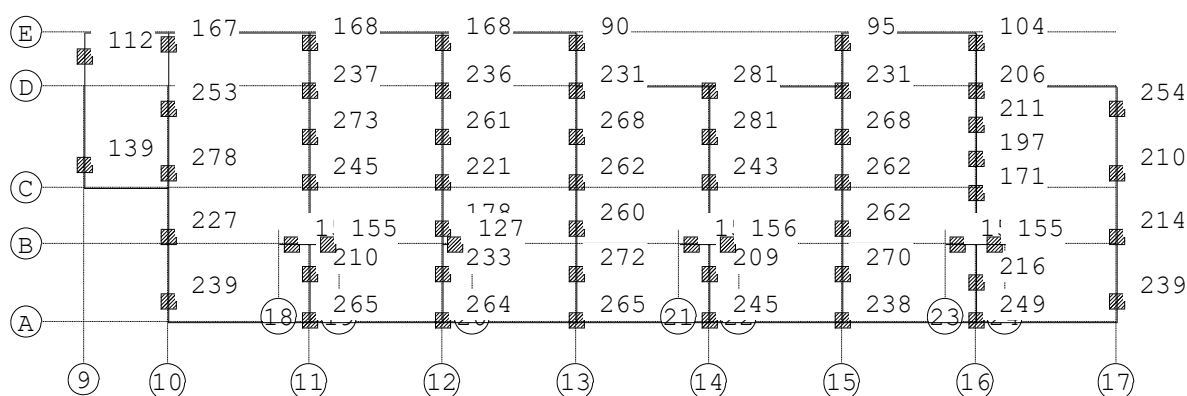 E 112 167 168 168 90 95 104
D 253 237 236 231 281 231 206 254
211
139 278 273 261 268 281 268 197 210
245 221 262 243 262 171
C
227 178 260 262 214
B 155 127 156 155
239 210 233 272 209 270 216 239
A 18 265 264 265 21 245 238 23 249
9 10 11 12 13 14 15 16 17